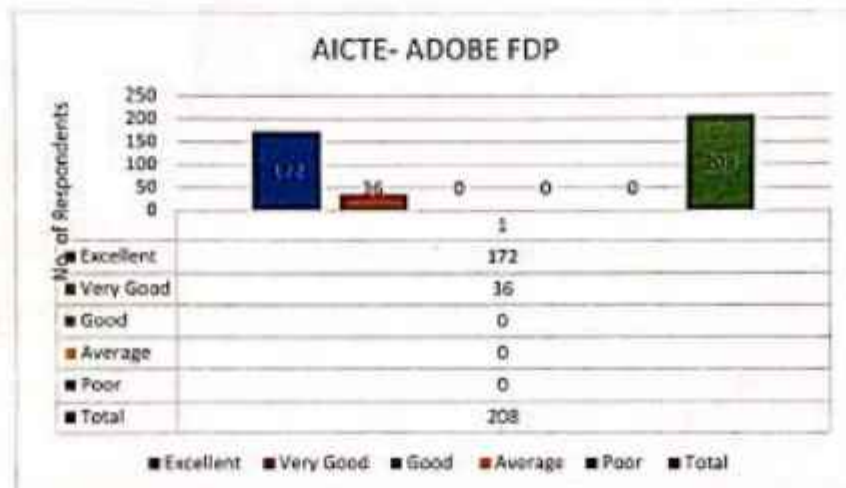 AICTE- ADOBE FDP
No. of Respondents
250
200
150
100
50
0
172
36
0
0
0
208
1
Excellent 172
Very Good 36
Good 0
Average 0
Poor 0
Total 208
Excellent Very Good Good Average Poor Total